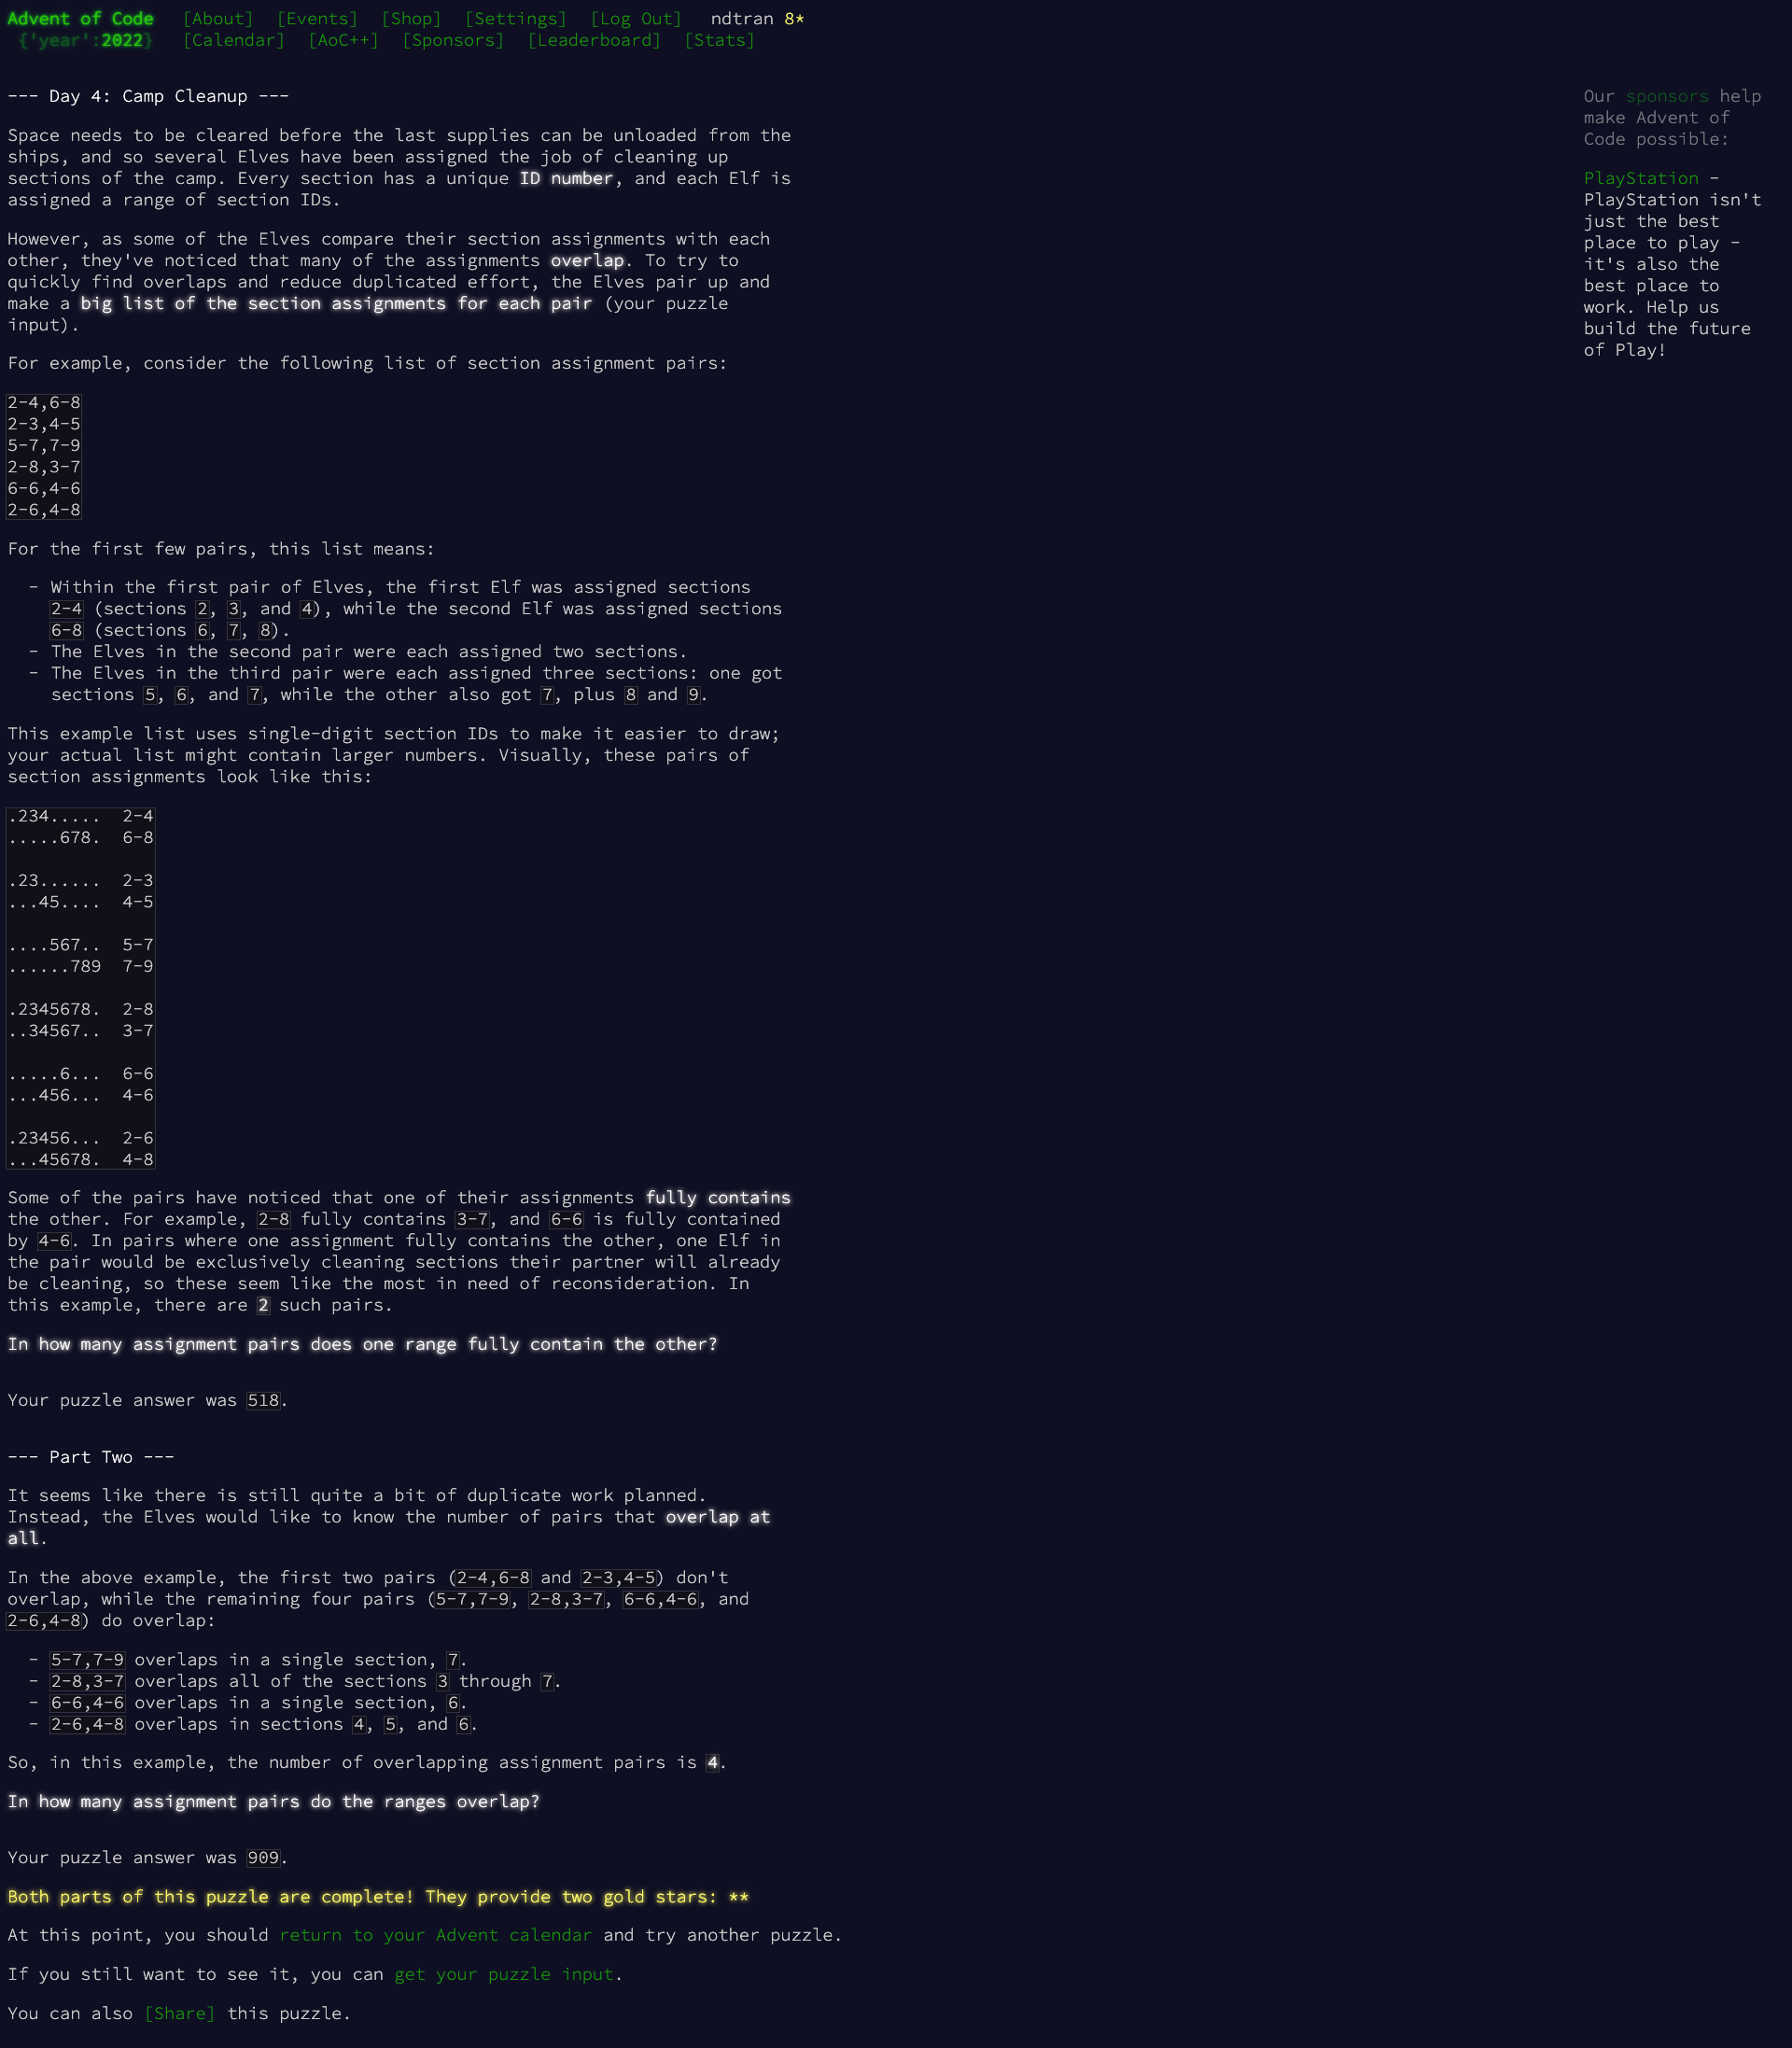 Advent of Code [About] [Events] [Shop] [Settings] [Log Out] ndtran 8*
{'year':2022} [Calendar] [AoC++] [Sponsors] [Leaderboard] [Stats]
--- Day 4: Camp Cleanup ---
Space needs to be cleared before the last supplies can be unloaded from the
ships, and so several Elves have been assigned the job of cleaning up
sections of the camp. Every section has a unique ID number, and each Elf is
assigned a range of section IDs.
However, as some of the Elves compare their section assignments with each
other, they've noticed that many of the assignments overlap. To try to
quickly find overlaps and reduce duplicated effort, the Elves pair up and
make a big list of the section assignments for each pair (your puzzle
input).
For example, consider the following list of section assignment pairs:
2-4,6-8
2-3,4-5
5-7,7-9
2-8,3-7
6-6,4-6
2-6,4-8
For the first few pairs, this list means:
- Within the first pair of Elves, the first Elf was assigned sections
2-4 (sections 2, 3, and 4), while the second Elf was assigned sections
6-8 (sections 6, 7, 8).
- The Elves in the second pair were each assigned two sections.
- The Elves in the third pair were each assigned three sections: one got
sections 5, 6, and 7, while the other also got 7, plus 8 and 9.
This example list uses single-digit section IDs to make it easier to draw;
your actual list might contain larger numbers. Visually, these pairs of
section assignments look like this:
.234.....  2-4
.....678.  6-8
.23......  2-3
...45....  4-5
....567..  5-7
......789  7-9
.2345678.  2-8
..34567..  3-7
.....6...  6-6
...456...  4-6
.23456...  2-6
...45678.  4-8
Some of the pairs have noticed that one of their assignments fully contains
the other. For example, 2-8 fully contains 3-7, and 6-6 is fully contained
by 4-6. In pairs where one assignment fully contains the other, one Elf in
the pair would be exclusively cleaning sections their partner will already
be cleaning, so these seem like the most in need of reconsideration. In
this example, there are 2 such pairs.
In how many assignment pairs does one range fully contain the other?
Your puzzle answer was 518.
--- Part Two ---
It seems like there is still quite a bit of duplicate work planned.
Instead, the Elves would like to know the number of pairs that overlap at
all.
In the above example, the first two pairs (2-4,6-8 and 2-3,4-5) don't
overlap, while the remaining four pairs (5-7,7-9, 2-8,3-7, 6-6,4-6, and
2-6,4-8) do overlap:
- 5-7,7-9 overlaps in a single section, 7.
- 2-8,3-7 overlaps all of the sections 3 through 7.
- 6-6,4-6 overlaps in a single section, 6.
- 2-6,4-8 overlaps in sections 4, 5, and 6.
So, in this example, the number of overlapping assignment pairs is 4.
In how many assignment pairs do the ranges overlap?
Your puzzle answer was 909.
Both parts of this puzzle are complete! They provide two gold stars: **
At this point, you should return to your Advent calendar and try another puzzle.
If you still want to see it, you can get your puzzle input.
You can also [Share] this puzzle.
Our sponsors help
make Advent of
Code possible:
PlayStation -
PlayStation isn't
just the best
place to play -
it's also the
best place to
work. Help us
build the future
of Play!